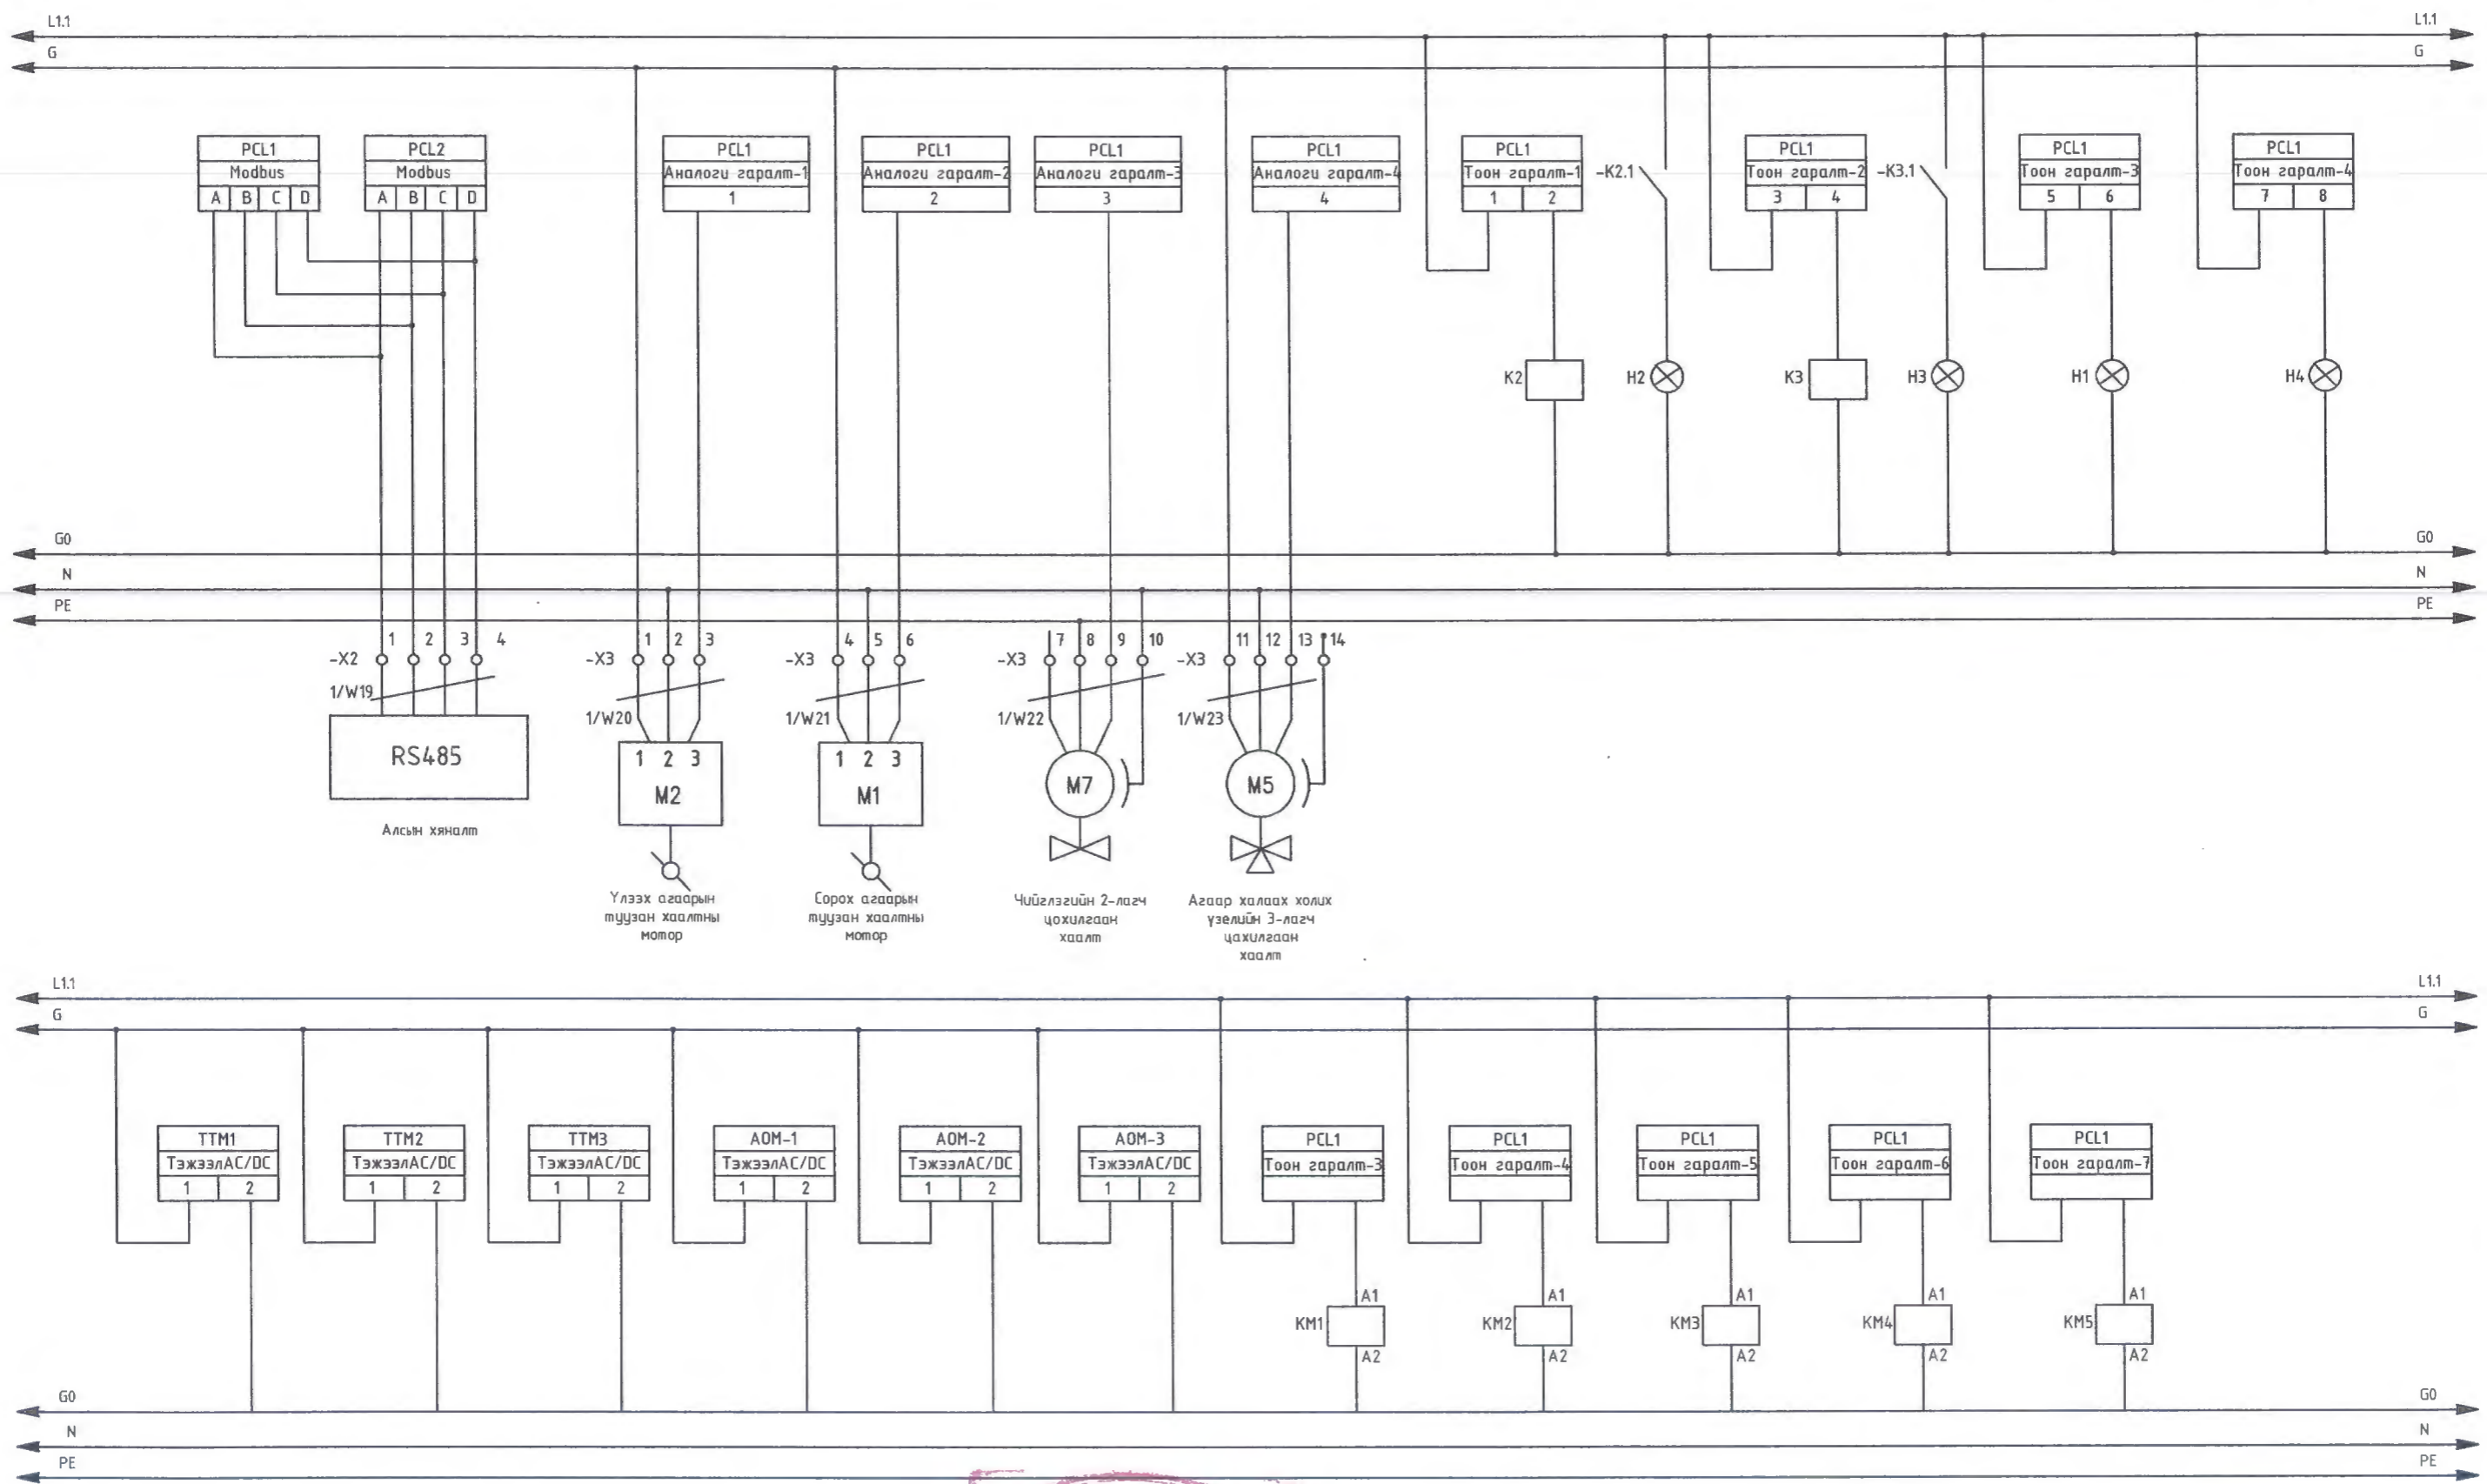 L1.1 L1.1
G G
PCL1 PCL2 PCL1 PCL1 PCL1 PCL1 PCL1 PCL1 PCL1 PCL1
Modbus Modbus Аналоги гаралт-1 Аналоги гаралт-2 Аналоги гаралт-3 Аналоги гаралт-4 Тоон гаралт-1 -K2.1 Тоон гаралт-2 -K3.1 Тоон гаралт-3 Тоон гаралт-4
A B C D A B C D 1 2 3 4 1 2 3 4 5 6 7 8
K2 H2 K3 H3 H1 H4
G0 G0
N N
PE PE
1 2 3 4 1 2 3 4 5 6 7 8 9 10 11 12 13 14
-X2 -X3 -X3 -X3 -X3
1/W19 1/W20 1/W21 1/W22 1/W23
RS485 1 2 3 1 2 3
M2 M1 M7 M5
Алсын хяналт
Үлээх агаарын
туузан хаалтны
мотор
Сорох агаарын
туузан хаалтны
мотор
Чийглэгийн 2-лагч
цохилгаан
хаалт
Агаар халаах холих
үзелийн 3-лагч
цахилгаан
хаалт
L1.1 L1.1
G G
TTM1 TTM2 TTM3 AOM-1 AOM-2 AOM-3 PCL1 PCL1 PCL1 PCL1 PCL1
ТэжээлAC/DC ТэжээлAC/DC ТэжээлAC/DC ТэжээлAC/DC ТэжээлAC/DC ТэжээлAC/DC Тоон гаралт-3 Тоон гаралт-4 Тоон гаралт-5 Тоон гаралт-6 Тоон гаралт-7
1 2 1 2 1 2 1 2 1 2 1 2
A1 A1 A1 A1 A1
KM1 KM2 KM3 KM4 KM5
A2 A2 A2 A2 A2
G0 G0
N N
PE PE